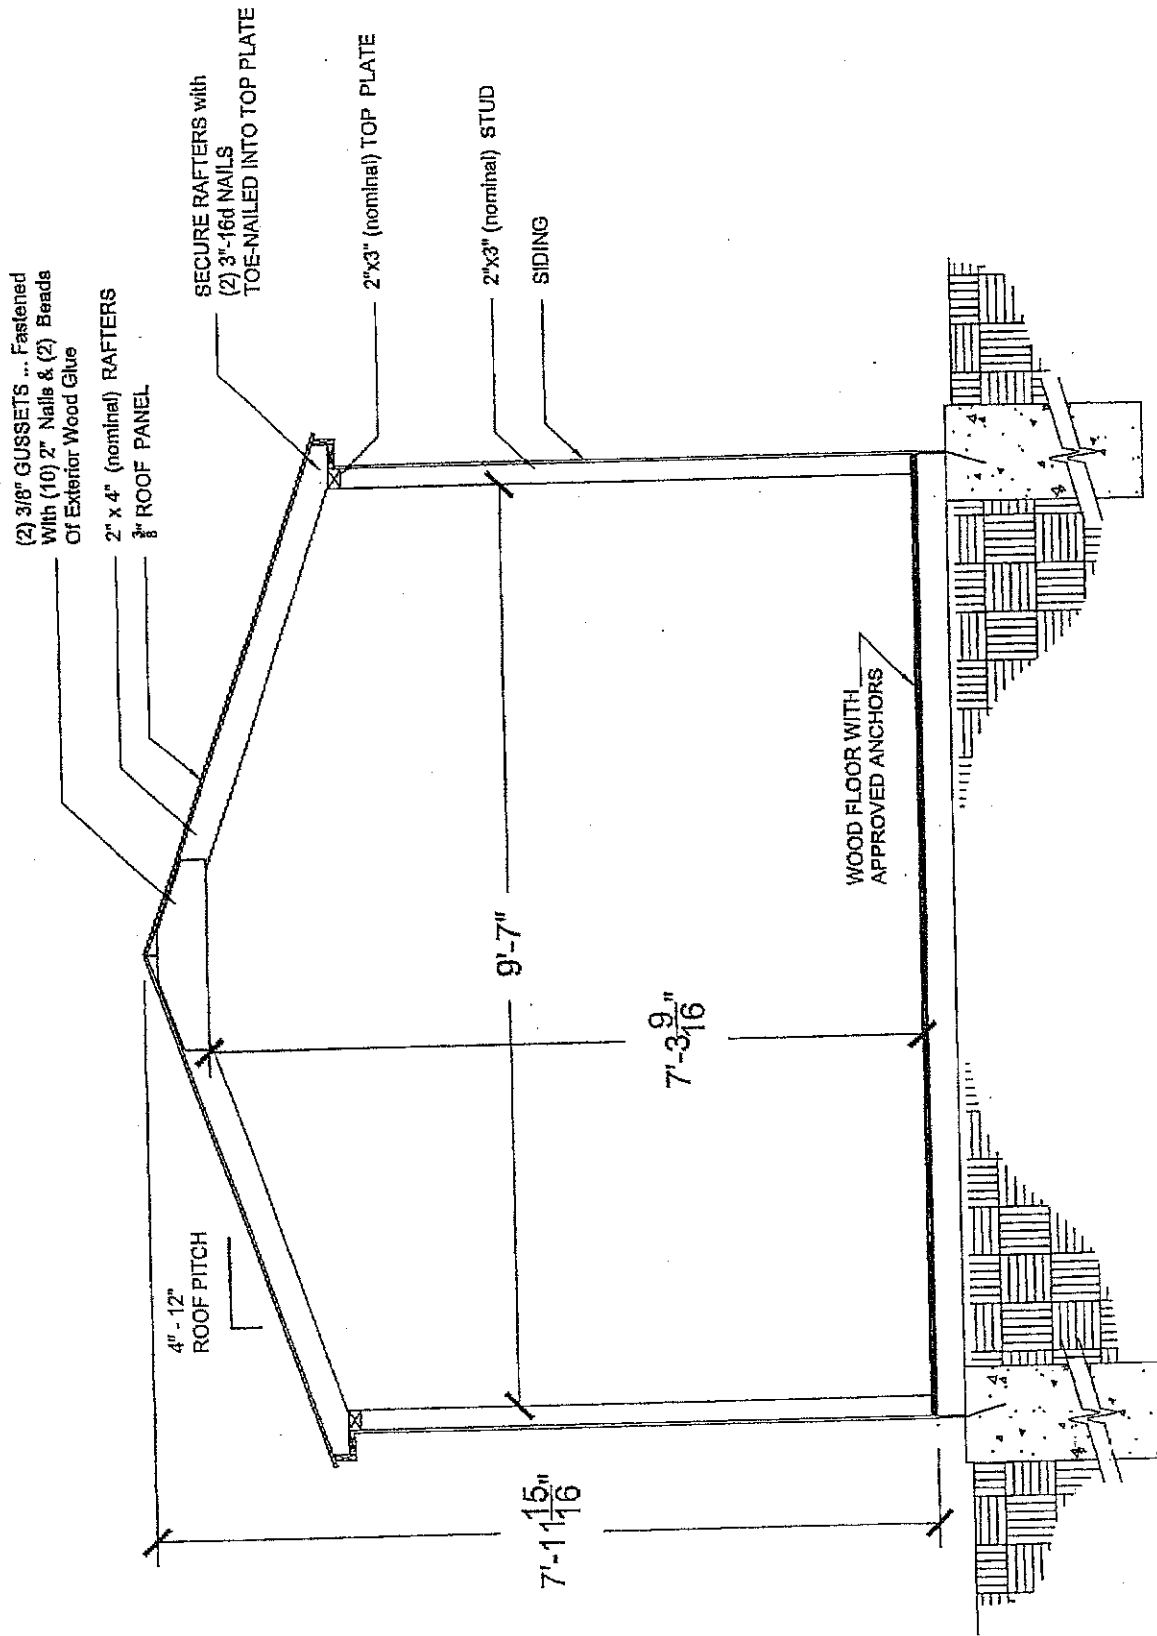 (2) 3/8" GUSSETS ... Fastened
With (10) 2" Nails & (2) Beads
Of Exterior Wood Glue
2" x 4" (nominal) RAFTERS
3/8" ROOF PANEL
SECURE RAFTERS with
(2) 3"-16d NAILS
TOE-NAILED INTO TOP PLATE
2"x3" (nominal) TOP PLATE
2"x3" (nominal) STUD
SIDING
4" - 12"
ROOF PITCH
9'-7"
7'-3 9/16"
WOOD FLOOR WITH
APPROVED ANCHORS
7'-11 15/16"